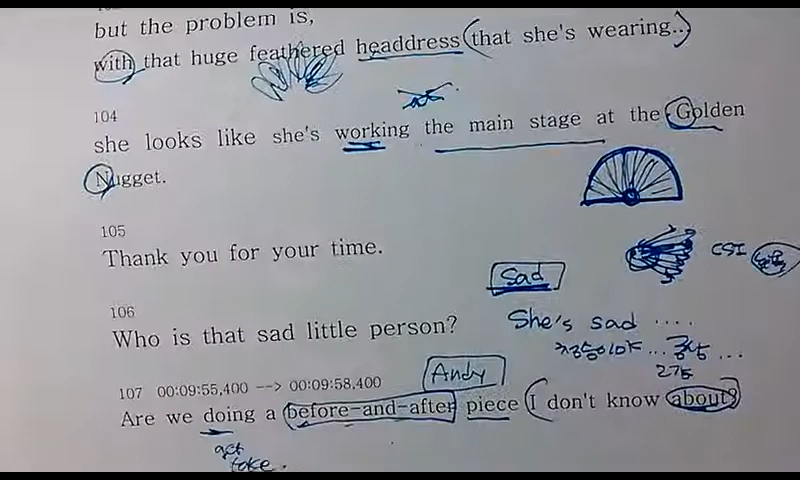 but the problem is,
with that huge feathered headdress (that she's wearing..)
104
she looks like she's working the main stage at the Golden
Nugget.
105
Thank you for your time.
CSI
Sad
106
Who is that sad little person?
She's sad ....
Andy
107 00:09:55,400 --> 00:09:58,400
Are we doing a before-and-after piece (I don't know about?)
get
take.